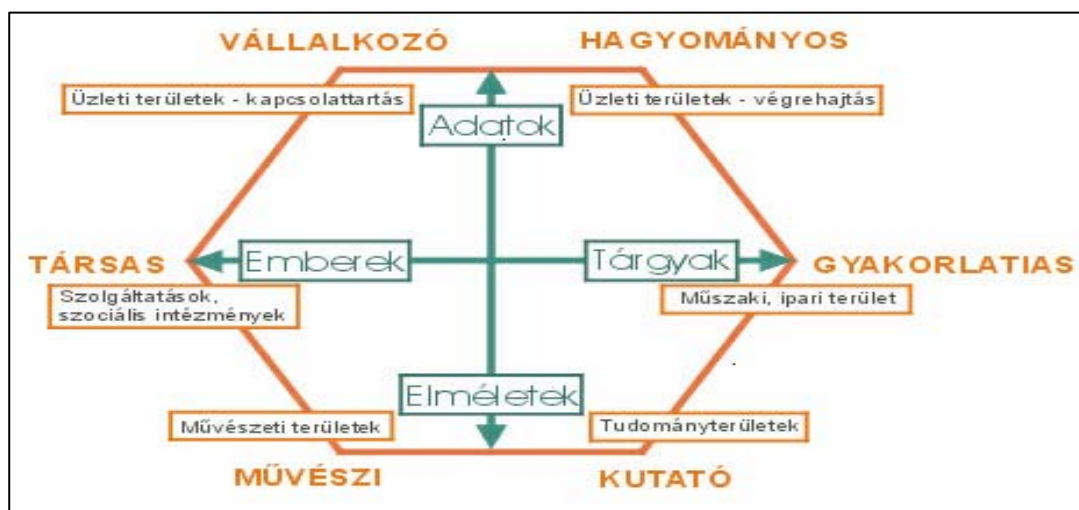 VÁLLALKOZÓ
HAGYOMÁNYOS
Üzleti területek - kapcsolattartás
Üzleti területek - végrehajtás
Adatok
TÁRSAS
Emberek
Tárgyak
GYAKORLATIAS
Szolgáltatások,
szociális intézmények
Műszaki, ipari terület
Elméletek
Művészeti területek
Tudományterületek
MŰVÉSZI
KUTATÓ